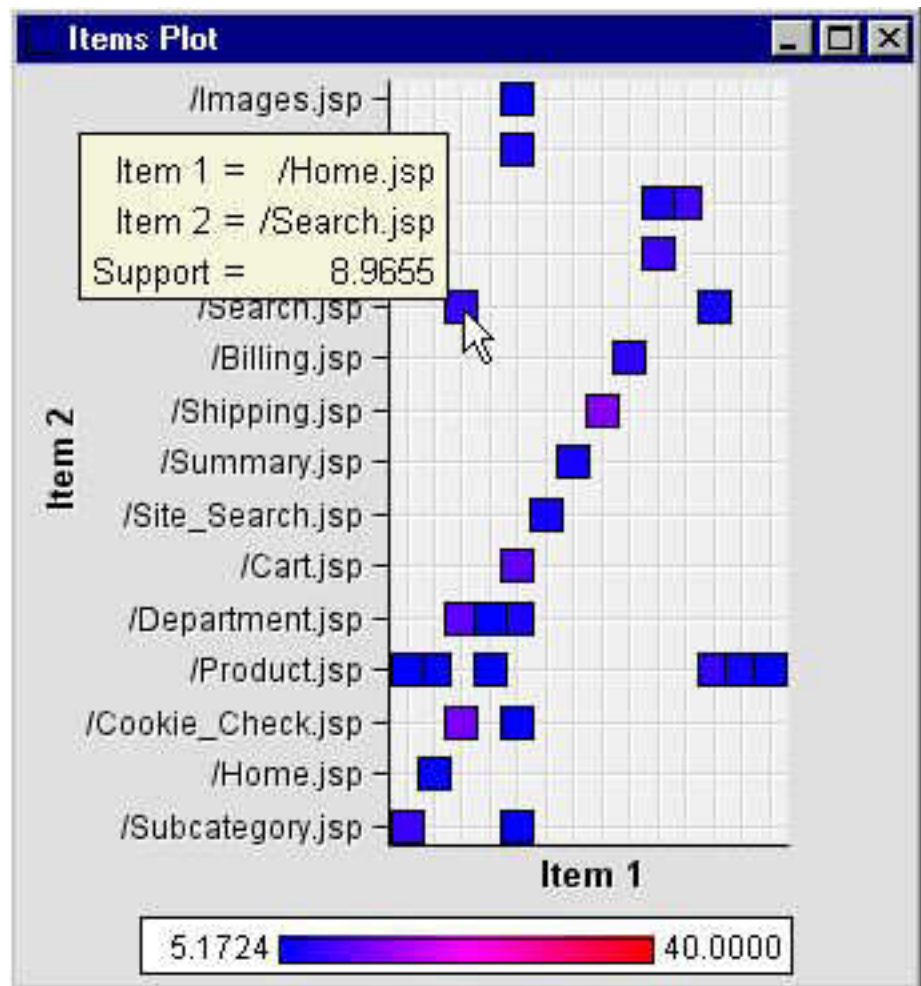 Items Plot
/Images.jsp
Item 1 = /Home.jsp
Item 2 = /Search.jsp
Support = 8.9655
/Search.jsp
/Billing.jsp
/Shipping.jsp
/Summary.jsp
/Site_Search.jsp
/Cart.jsp
/Department.jsp
/Product.jsp
/Cookie_Check.jsp
/Home.jsp
/Subcategory.jsp
Item 2
Item 1
5.1724 40.0000